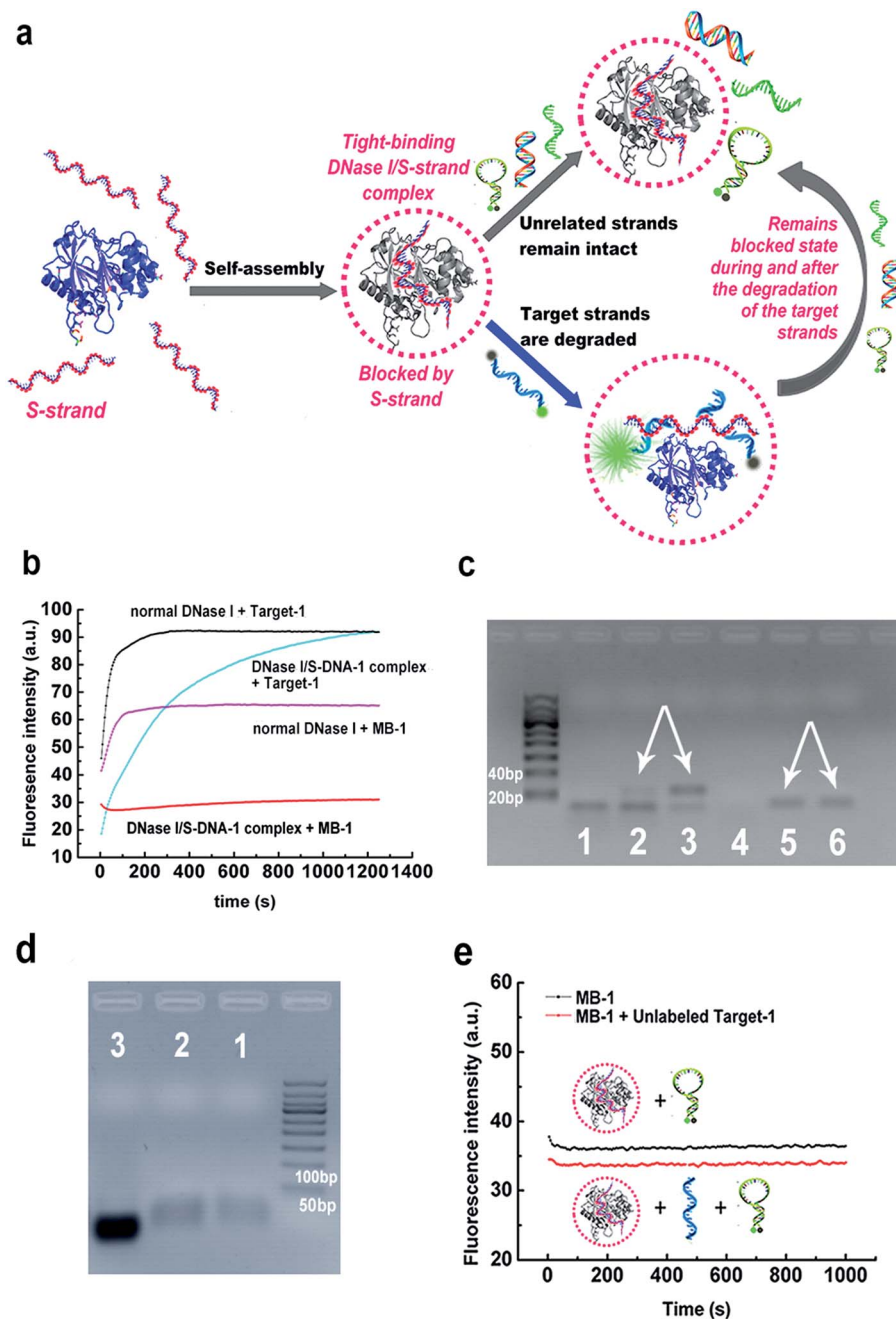 a
Tight-binding
DNase I/S-strand
complex
Self-assembly
S-strand
Blocked by
S-strand
Unrelated strands
remain intact
Target strands
are degraded
Remains
blocked state
during and after
the degradation
of the target
strands
b
Fluoresence intensity (a.u.)
100
90
80
70
60
50
40
30
20
10
normal DNase I + Target-1
DNase I/S-DNA-1 complex
+ Target-1
normal DNase I + MB-1
DNase I/S-DNA-1 complex + MB-1
0 200 400 600 800 1000 1200 1400
time (s)
c
40bp
20bp
1 2 3 4 5 6
d
3 2 1
100bp
50bp
e
Fluorescence intensity (a.u.)
60
50
40
30
20
MB-1
MB-1 + Unlabeled Target-1
+
+ +
0 200 400 600 800 1000
Time (s)